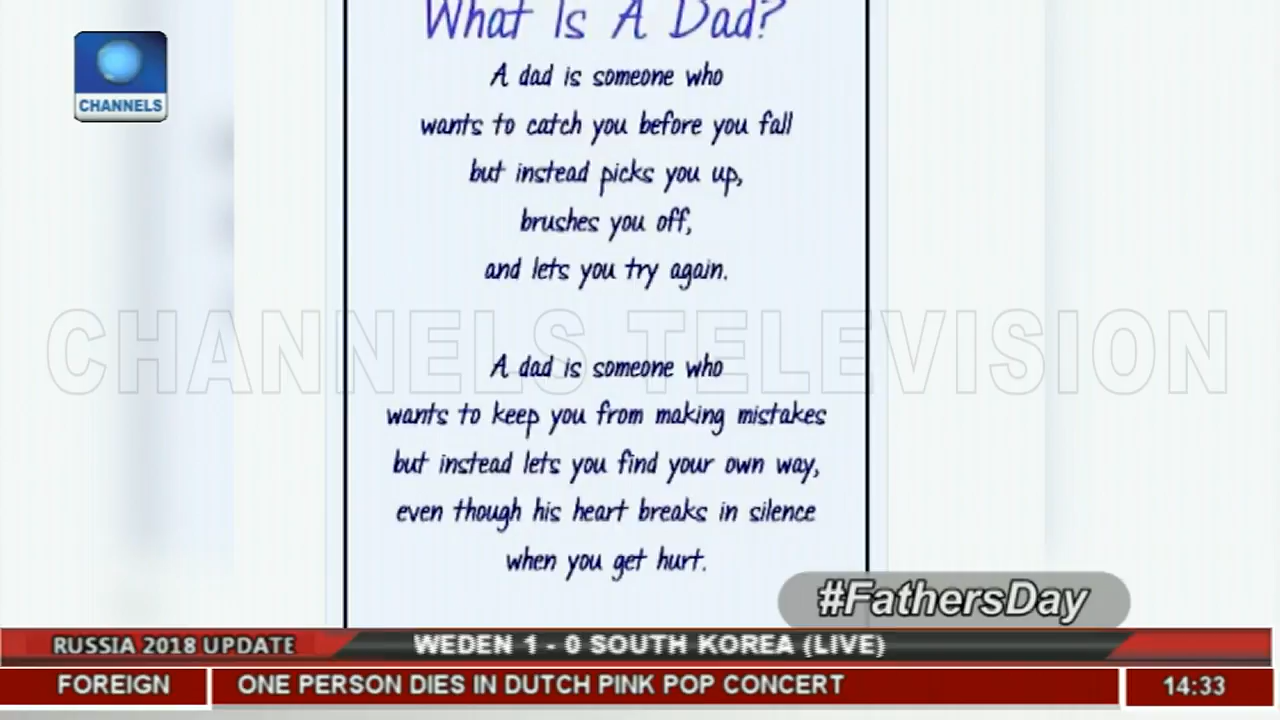 What Is A Dad?
CHANNELS
A dad is someone who
wants to catch you before you fall
but instead picks you up,
brushes you off,
and lets you try again.
CHANNELS TELEVISION
A dad is someone who
wants to keep you from making mistakes
but instead lets you find your own way,
even though his heart breaks in silence
when you get hurt.
#FathersDay
RUSSIA 2018 UPDATE
WEDEN 1 - 0 SOUTH KOREA (LIVE)
FOREIGN
ONE PERSON DIES IN DUTCH PINK POP CONCERT
14:33